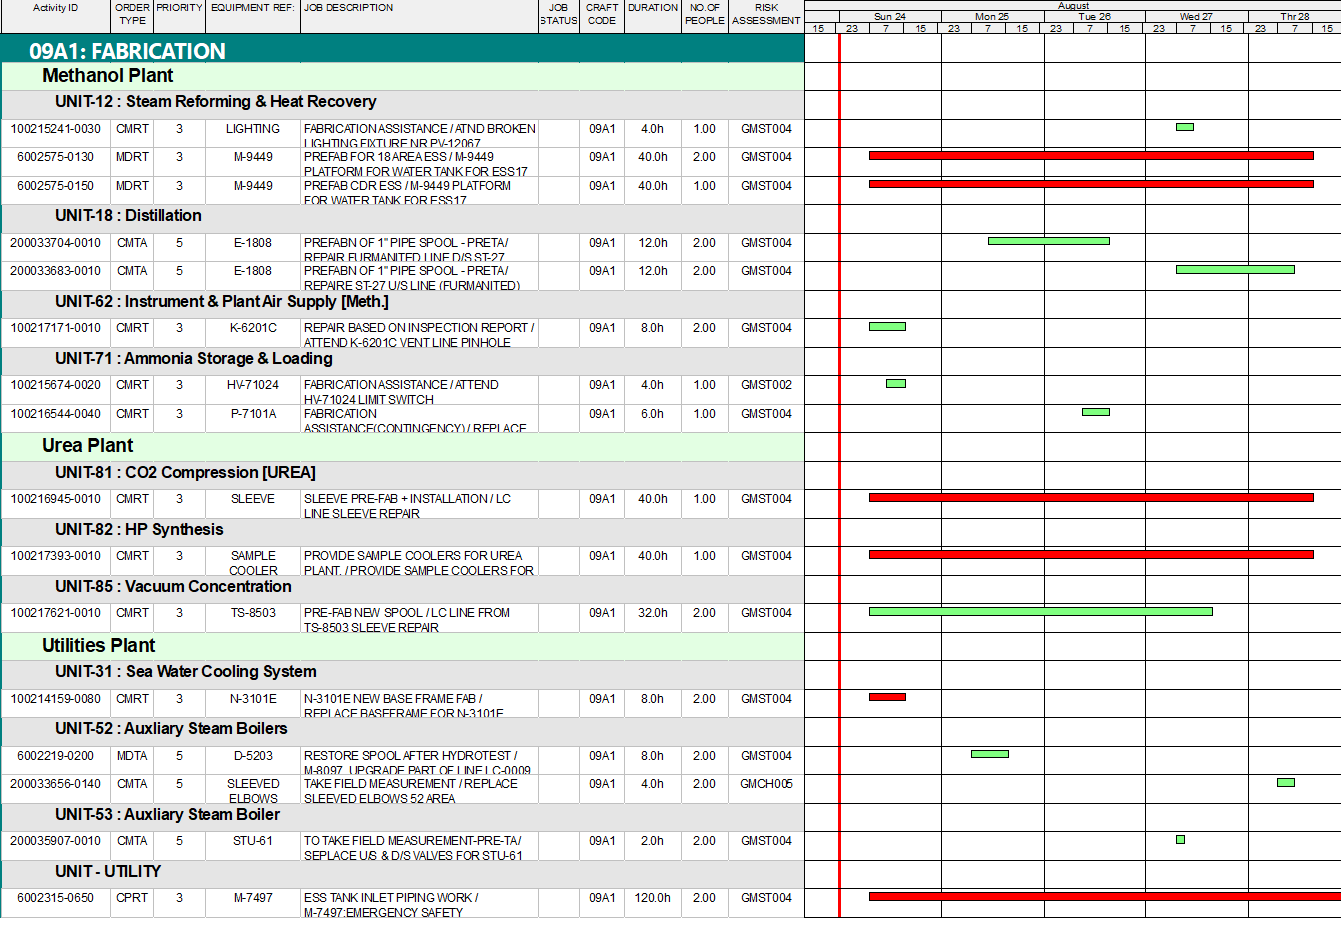 August
Activity ID ORDER TYPE PRIORITY EQUIPMENT REF: JOB DESCRIPTION JOB STATUS CRAFT CODE DURATION NO.OF PEOPLE RISK ASSESSMENT
Sun 24 Mon 25 Tue 26 Wed 27 Thr 28
15 23 7 15 23 7 15 23 7 15 23 7 15 23 7 15
09A1: FABRICATION
Methanol Plant
UNIT-12 : Steam Reforming & Heat Recovery
100215241-0030 CMRT 3 LIGHTING FABRICATION ASSISTANCE / ATND BROKEN 09A1 4.0h 1.00 GMST004
LIGHTING FIXTURE NR PV-12067
6002575-0130 MDRT 3 M-9449 PREFAB FOR 18 AREA ESS / M-9449 09A1 40.0h 2.00 GMST004
PLATFORM FOR WATER TANK FOR ESS17
6002575-0150 MDRT 3 M-9449 PREFAB CDR ESS / M-9449 PLATFORM 09A1 40.0h 1.00 GMST004
FOR WATER TANK FOR ESS17
UNIT-18 : Distillation
200033704-0010 CMTA 5 E-1808 PREFABN OF 1" PIPE SPOOL - PRETA/ 09A1 12.0h 2.00 GMST004
REPAIR FURMANITED LINE D/S ST-27
200033683-0010 CMTA 5 E-1808 PREFABN OF 1" PIPE SPOOL - PRETA/ 09A1 12.0h 2.00 GMST004
REPAIRE ST-27 U/S LINE (FURMANITED)
UNIT-62 : Instrument & Plant Air Supply [Meth.]
100217171-0010 CMRT 3 K-6201C REPAIR BASED ON INSPECTION REPORT / 09A1 8.0h 2.00 GMST004
ATTEND K-6201C VENT LINE PINHOLE
UNIT-71 : Ammonia Storage & Loading
100215674-0020 CMRT 3 HV-71024 FABRICATION ASSISTANCE / ATTEND 09A1 4.0h 1.00 GMST002
HV-71024 LIMIT SWITCH
100216544-0040 CMRT 3 P-7101A FABRICATION 09A1 6.0h 1.00 GMST004
ASSISTANCE(CONTINGENCY) / REPLACE
Urea Plant
UNIT-81 : CO2 Compression [UREA]
100216945-0010 CMRT 3 SLEEVE SLEEVE PRE-FAB + INSTALLATION / LC 09A1 40.0h 1.00 GMST004
LINE SLEEVE REPAIR
UNIT-82 : HP Synthesis
100217393-0010 CMRT 3 SAMPLE PROVIDE SAMPLE COOLERS FOR UREA 09A1 40.0h 1.00 GMST004
COOLER PLANT. / PROVIDE SAMPLE COOLERS FOR
UNIT-85 : Vacuum Concentration
100217621-0010 CMRT 3 TS-8503 PRE-FAB NEW SPOOL / LC LINE FROM 09A1 32.0h 2.00 GMST004
TS-8503 SLEEVE REPAIR
Utilities Plant
UNIT-31 : Sea Water Cooling System
100214159-0080 CMRT 3 N-3101E N-3101E NEW BASE FRAME FAB / 09A1 8.0h 2.00 GMST004
REPLACE BASEFRAME FOR N-3101E
UNIT-52 : Auxliary Steam Boilers
6002219-0200 MDTA 5 D-5203 RESTORE SPOOL AFTER HYDROTEST / 09A1 8.0h 2.00 GMST004
M-8097, UPGRADE PART OF LINE LC-0009
200033656-0140 CMTA 5 SLEEVED TAKE FIELD MEASUREMENT / REPLACE 09A1 4.0h 2.00 GMCH005
ELBOWS SLEEVED ELBOWS 52 AREA
UNIT-53 : Auxliary Steam Boiler
200035907-0010 CMTA 5 STU-61 TO TAKE FIELD MEASUREMENT-PRE-TA/ 09A1 2.0h 2.00 GMST004
SEPLACE U/S & D/S VALVES FOR STU-61
UNIT - UTILITY
6002315-0650 CPRT 3 M-7497 ESS TANK INLET PIPING WORK / 09A1 120.0h 2.00 GMST004
M-7497:EMERGENCY SAFETY